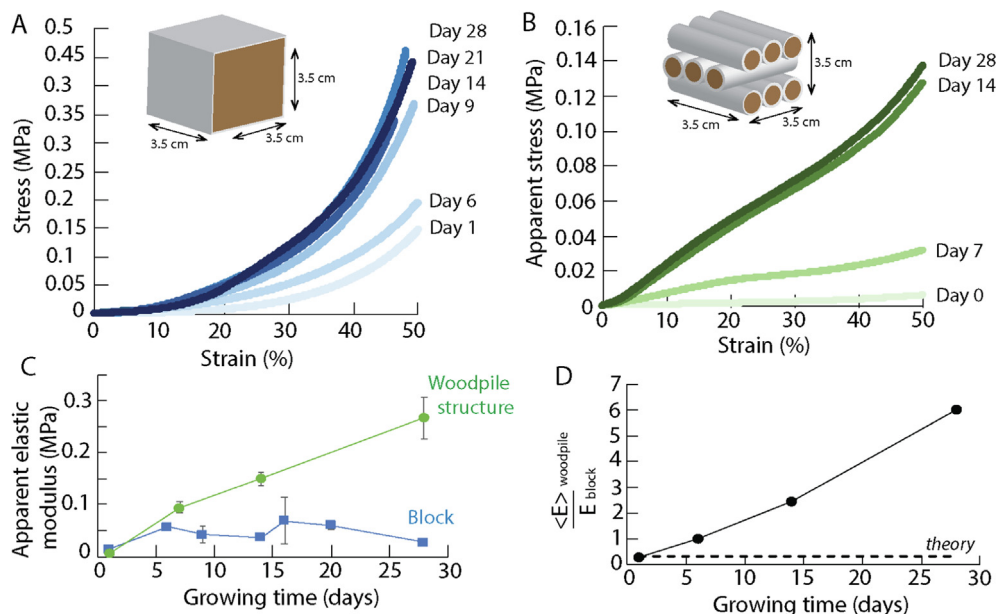 A
0.5
0.45
0.4
0.35
0.3
0.25
0.2
0.15
0.1
0.05
0
Stress (MPa)
3.5 cm
3.5 cm
3.5 cm
Day 28
Day 21
Day 14
Day 9
Day 6
Day 1
0 10 20 30 40 50
Strain (%)
B
0.16
0.14
0.12
0.10
0.08
0.06
0.04
0.02
0
Apparent stress (MPa)
3.5 cm
3.5 cm
3.5 cm
Day 28
Day 14
Day 7
Day 0
0 10 20 30 40 50
Strain (%)
C
0.3
0.2
0.1
0
Apparent elastic
modulus (MPa)
Woodpile
structure
Block
0 5 10 15 20 25 30
Growing time (days)
D
7
6
5
4
3
2
1
0
<E> woodpile
E block
theory
0 5 10 15 20 25 30
Growing time (days)